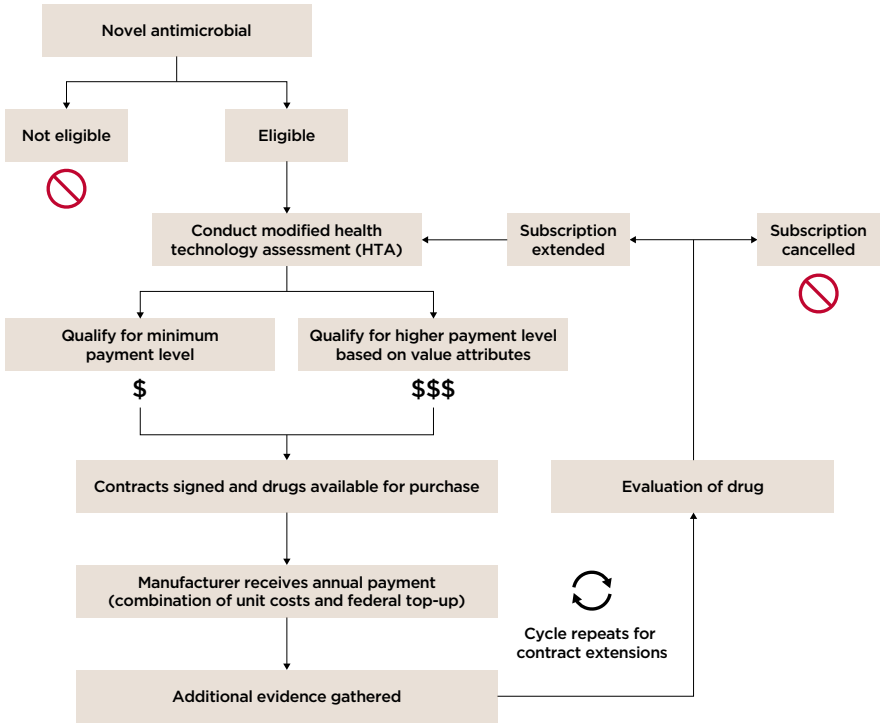 Novel antimicrobial
Not eligible
Eligible
Conduct modified health
technology assessment (HTA)
Subscription
extended
Subscription
cancelled
Qualify for minimum
payment level
$
Qualify for higher payment level
based on value attributes
$$$
Contracts signed and drugs available for purchase
Evaluation of drug
Manufacturer receives annual payment
(combination of unit costs and federal top-up)
Cycle repeats for
contract extensions
Additional evidence gathered